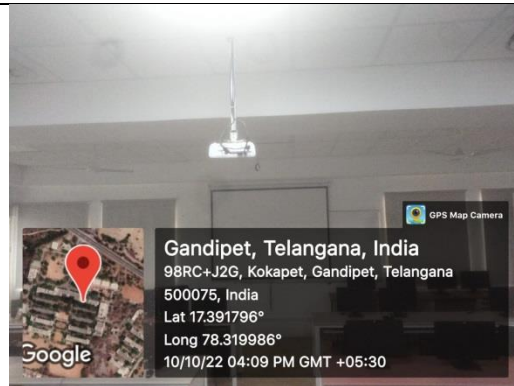 GPS Map Camera
Gandipet, Telangana, India
98RC+J2G, Kokapet, Gandipet, Telangana
500075, India
Lat 17.391796°
Long 78.319986°
10/10/22 04:09 PM GMT +05:30
Google